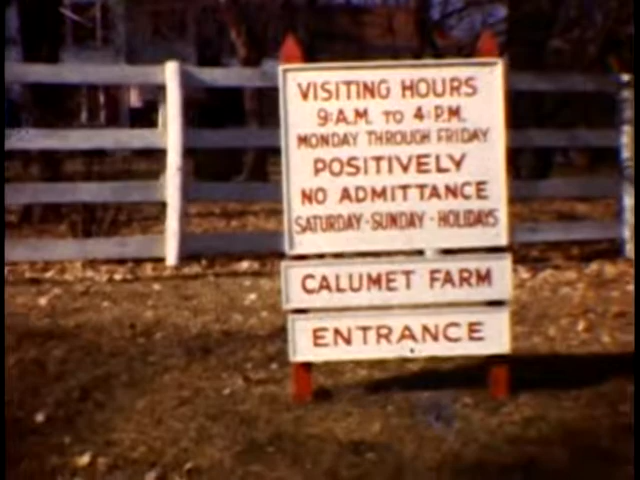 VISITING HOURS
9:A.M. TO 4:P.M.
MONDAY THROUGH FRIDAY
POSITIVELY
NO ADMITTANCE
SATURDAY-SUNDAY-HOLIDAYS
CALUMET FARM
ENTRANCE